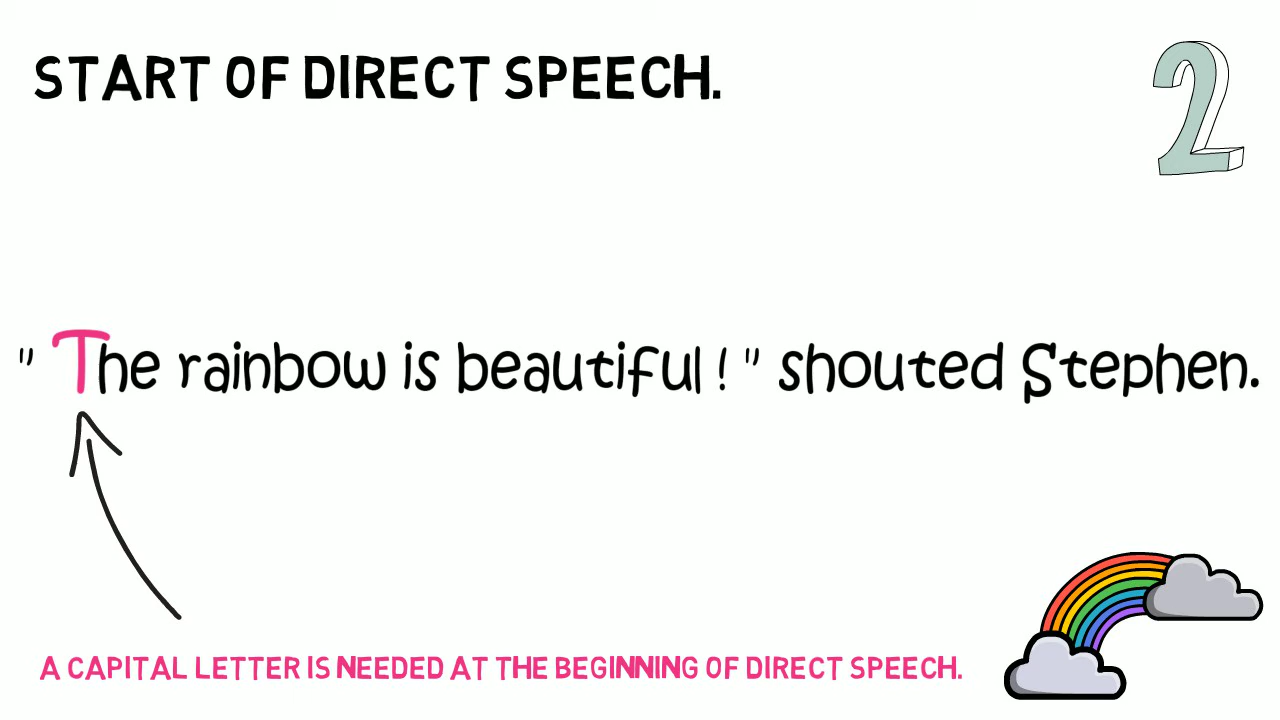 START OF DIRECT SPEECH.
2
" The rainbow is beautiful ! " shouted Stephen.
A CAPITAL LETTER IS NEEDED AT THE BEGINNING OF DIRECT SPEECH.